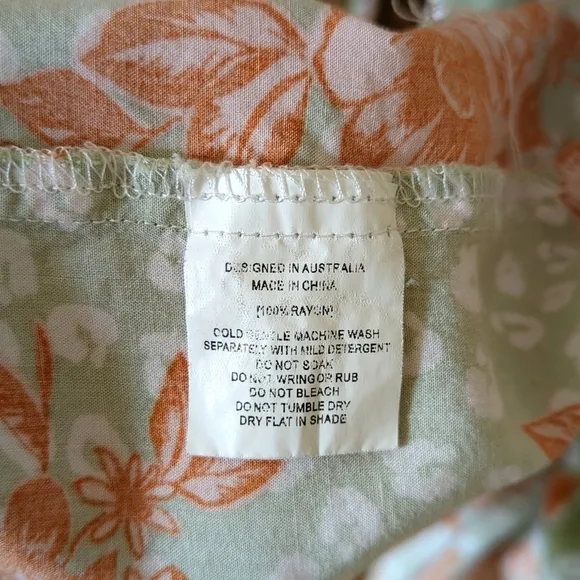 DESIGNED IN AUSTRALIA
MADE IN CHINA
[100% RAYON]
COLD GENTLE MACHINE WASH
SEPARATELY WITH MILD DETERGENT
DO NOT SOAK
DO NOT WRING OR RUB
DO NOT BLEACH
DO NOT TUMBLE DRY
DRY FLAT IN SHADE